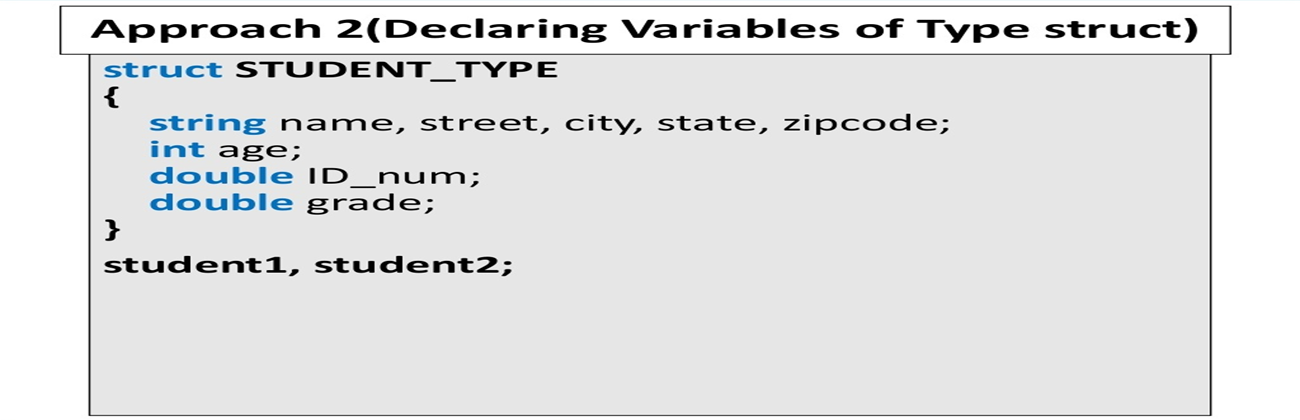 Approach 2(Declaring Variables of Type struct)
struct STUDENT_TYPE
{
string name, street, city, state, zipcode;
int age;
double ID_num;
double grade;
}
student1, student2;